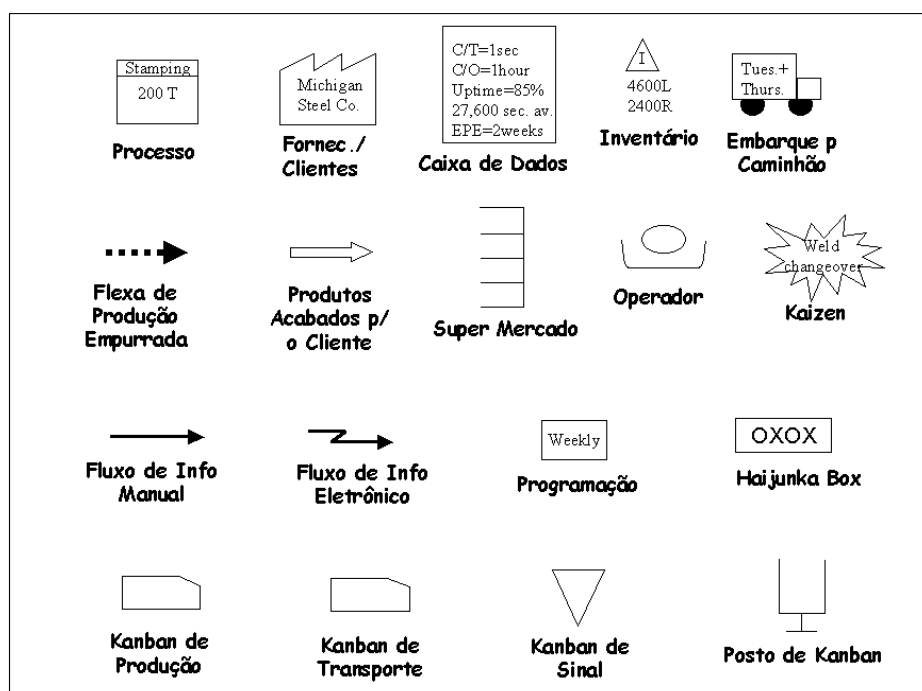 Stamping
200 T
Processo
Michigan
Steel Co.
Fornec./
Clientes
C/T=1sec
C/O=1hour
Uptime=85%
27,600 sec. av.
EPE=2weeks
Caixa de Dados
I
4600L
2400R
Inventário
Tues.+
Thurs.
Embarque p
Caminhão
Flexa de
Produção
Empurrada
Produtos
Acabados p/
o Cliente
Super Mercado
Operador
Weld
changeover
Kaizen
Fluxo de Info
Manual
Fluxo de Info
Eletrônico
Weekly
Programação
OXOX
Haijunka Box
Kanban de
Produção
Kanban de
Transporte
Kanban de
Sinal
Posto de Kanban